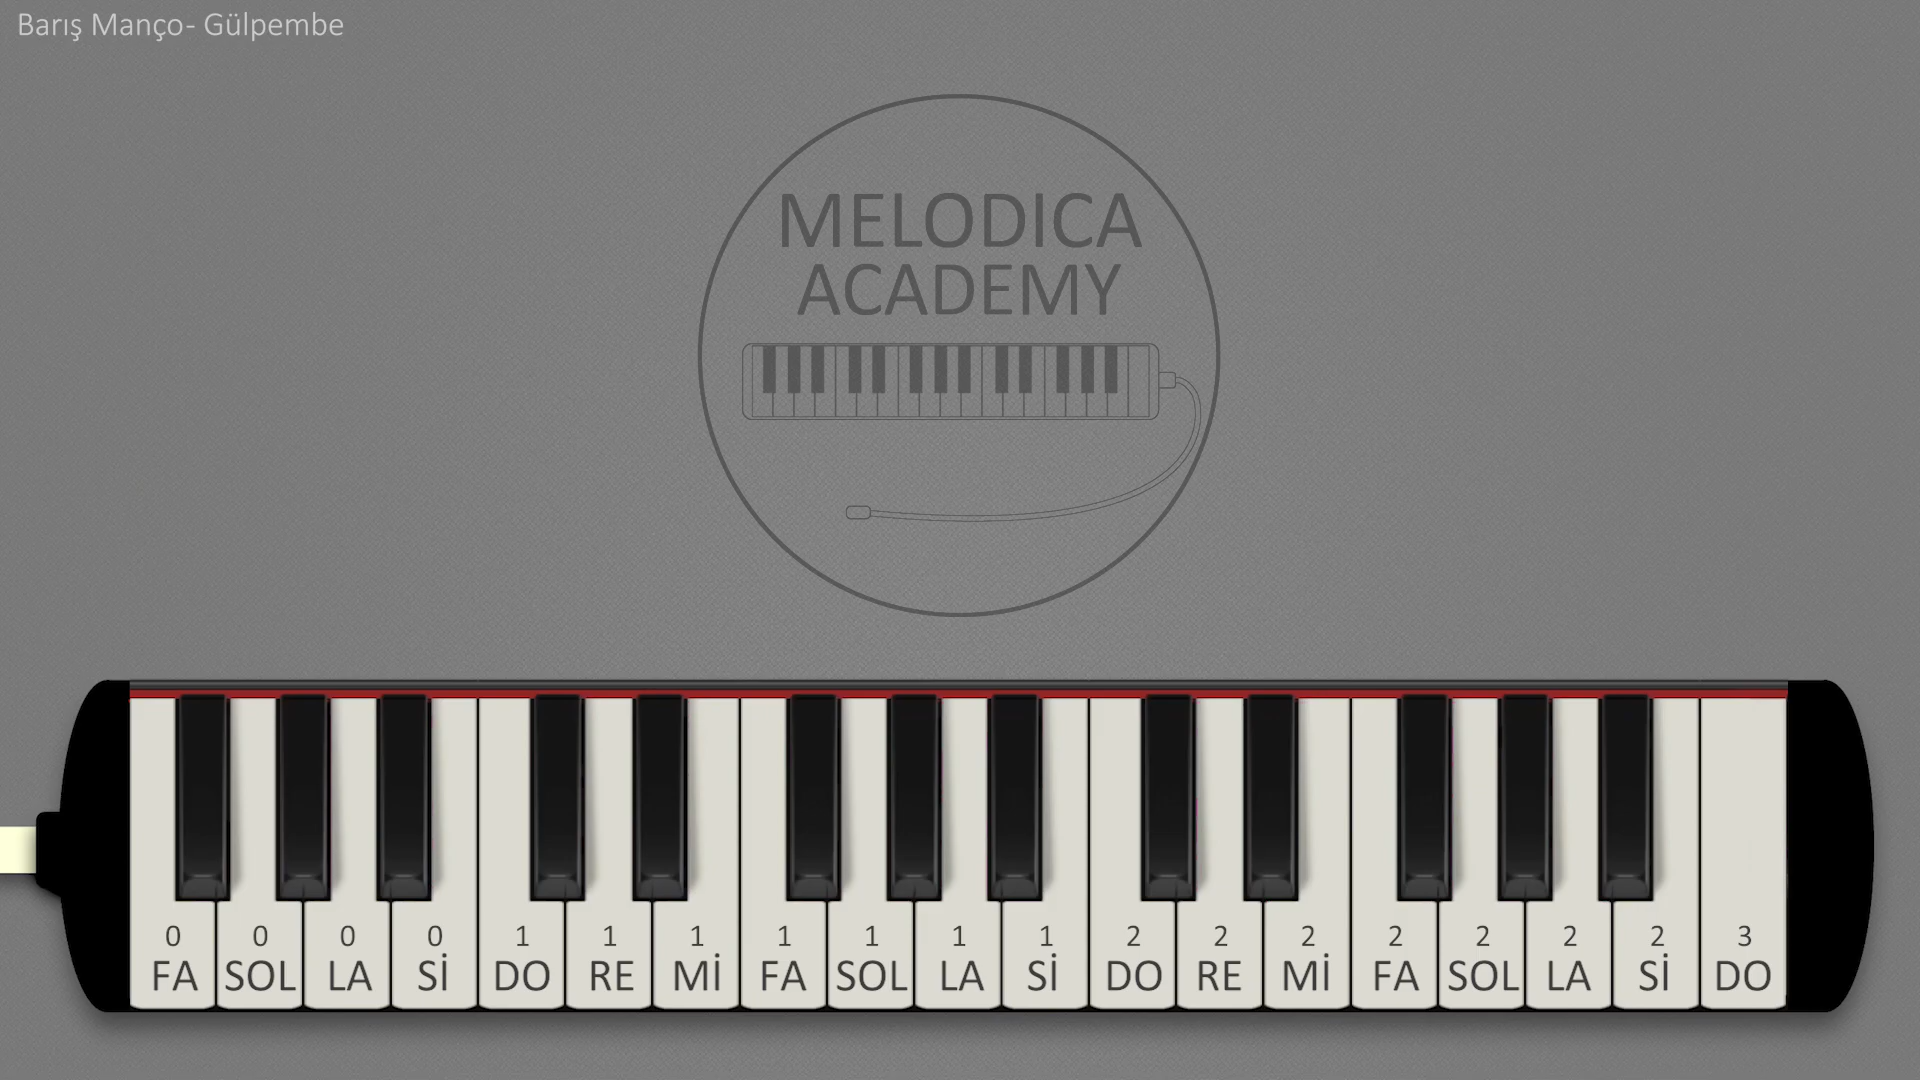 Barış Manço- Gülpembe
MELODICA
ACADEMY
0 0 0 0 1 1 1 1 1 1 1 2 2 2 2 2 2 2 3
FA SOL LA Sİ DO RE Mİ FA SOL LA Sİ DO RE Mİ FA SOL LA Sİ DO